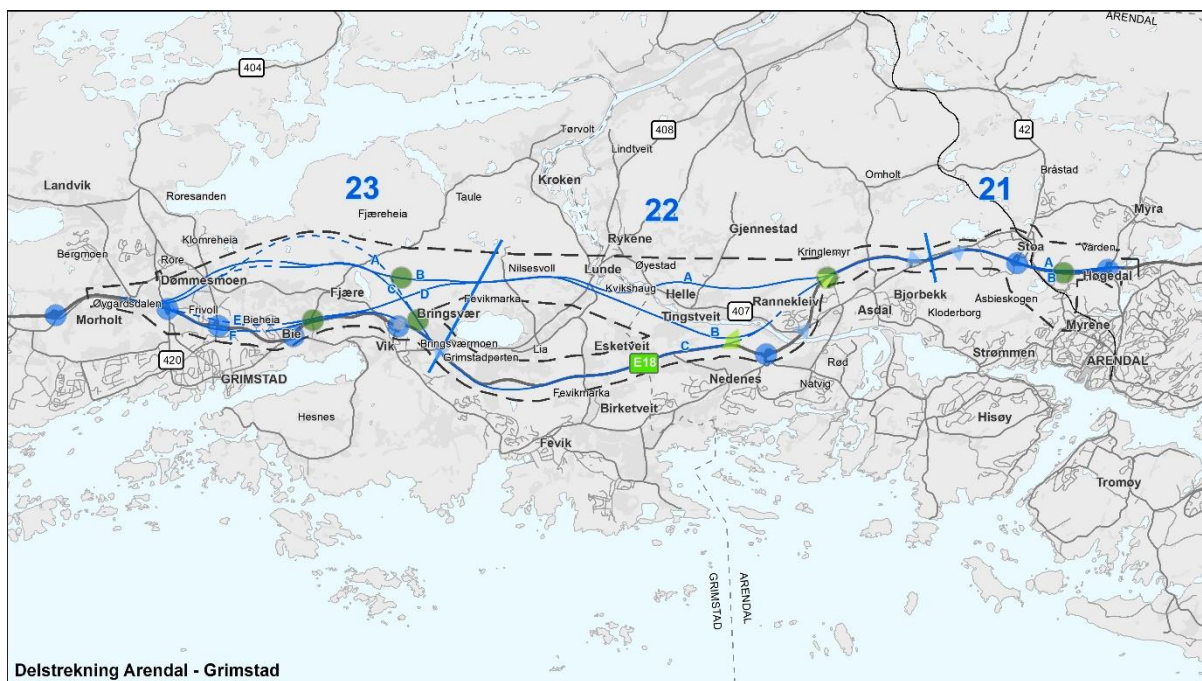 ARENDAL
404
42
Tørvolt
408
Lindtveit
Bråstad
Landvik
Roresanden
23
Taule
Kroken
22
Omholt
21
Fjæreheia
Gjennestad
Myra
Klomreheia
Rykene
Kringlemyr
Støa
Varden
Bergmoen
Rore
A
B
Nilsesvoll
Lunde
Øyestad
A
Høgedal
B
Dømmesmoen
Fjære
C
D
Kvikshaug
A
Helle
Rannekleiv
Bjorbekk
Åsbieskogen
Øygardsdalen
Frivoll
Fevikmarka
407
Asdal
Kloderborg
Morholt
E
Bieheia
Bringsvær
Tingstveit
Myrene
F
Bie
Vik
Bringsværmoen
Lia
Esketveit
B
420
Grimstadporten
C
Strømmen
ARENDAL
E18
Rød
GRIMSTAD
Nedenes
Natvig
Fevikmarka
Hesnes
Birketveit
Hisøy
Fevik
Tromøy
GRIMSTAD
ARENDAL
Delstrekning Arendal - Grimstad